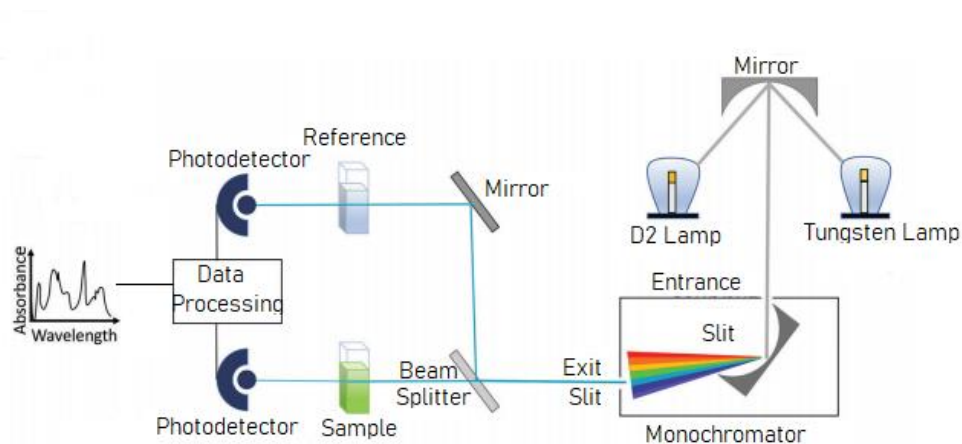 Mirror
Reference
Photodetector
Mirror
D2 Lamp
Tungsten Lamp
Absorbance
Data
Processing
Wavelength
Entrance
Slit
Exit
Slit
Beam
Splitter
Photodetector
Sample
Monochromator